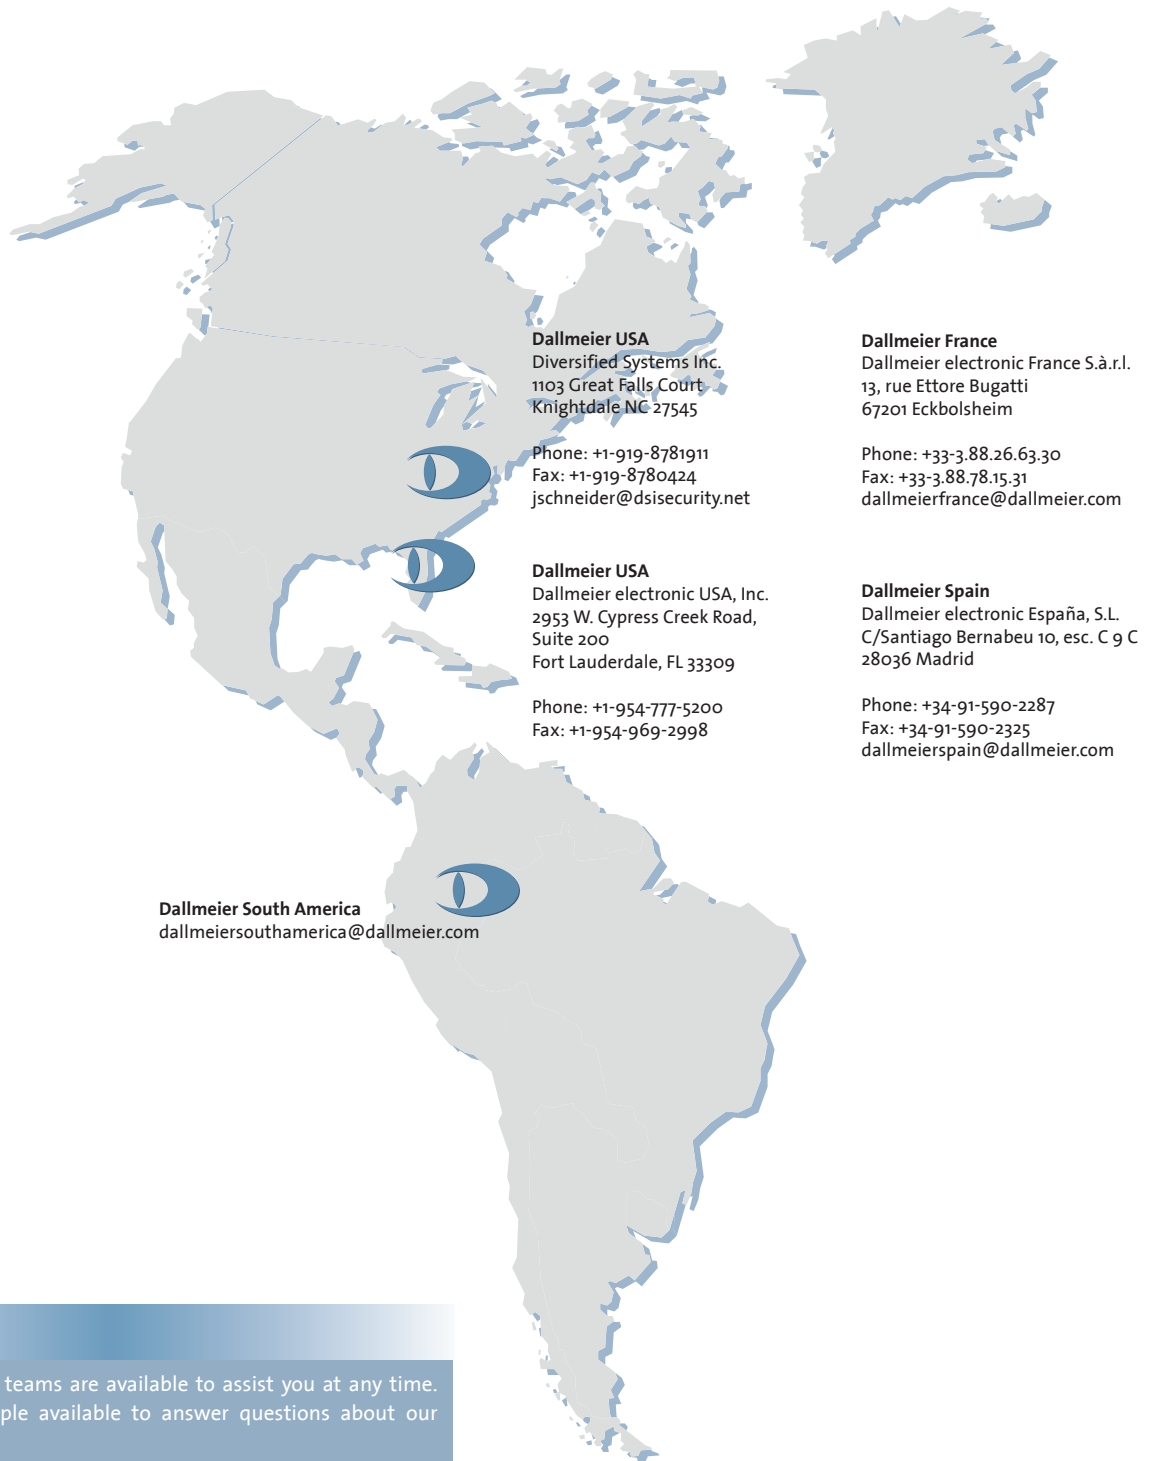 Dallmeier USA
Diversified Systems Inc.
1103 Great Falls Court
Knightdale NC 27545
Phone: +1-919-8781911
Fax: +1-919-8780424
jschneider@dsisecurity.net
Dallmeier USA
Dallmeier electronic USA, Inc.
2953 W. Cypress Creek Road,
Suite 200
Fort Lauderdale, FL 33309
Phone: +1-954-777-5200
Fax: +1-954-969-2998
Dallmeier France
Dallmeier electronic France S.à.r.l.
13, rue Ettore Bugatti
67201 Eckbolsheim
Phone: +33-3.88.26.63.30
Fax: +33-3.88.78.15.31
dallmeierfrance@dallmeier.com
Dallmeier Spain
Dallmeier electronic España, S.L.
C/Santiago Bernabeu 10, esc. C 9 C
28036 Madrid
Phone: +34-91-590-2287
Fax: +34-91-590-2325
dallmeierspain@dallmeier.com
Dallmeier South America
dallmeiersouthamerica@dallmeier.com
teams are available to assist you at any time.
ple available to answer questions about our